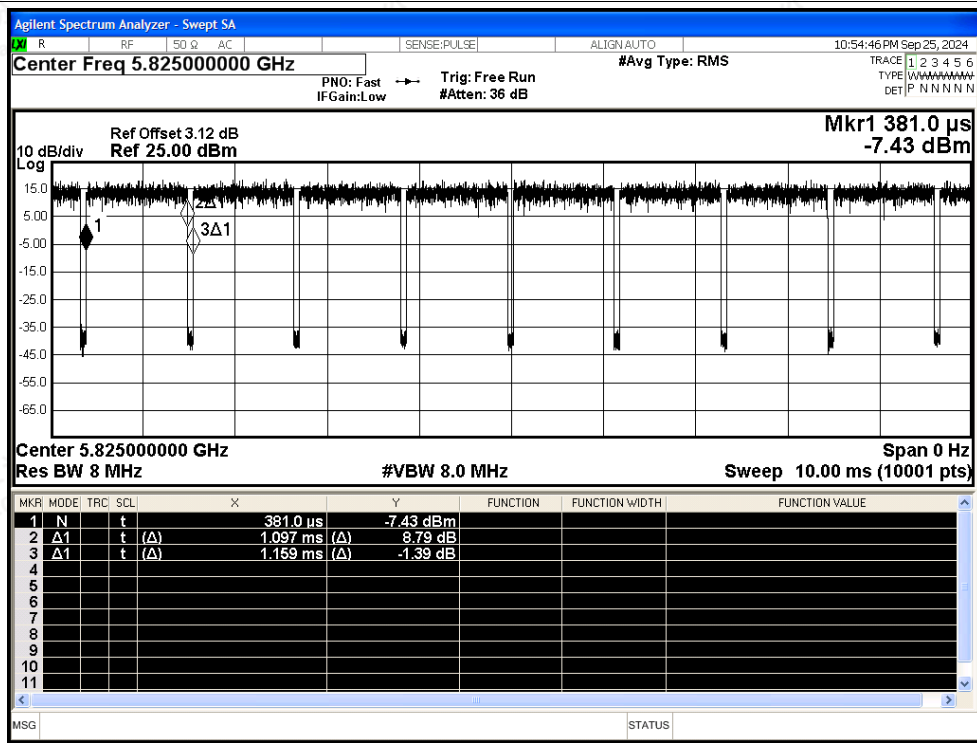 Agilent Spectrum Analyzer - Swept SA
LXI R RF 50 Ω AC SENSE:PULSE ALIGN AUTO 10:54:46 PM Sep 25, 2024
Center Freq 5.825000000 GHz #Avg Type: RMS TRACE 1 2 3 4 5 6
PNO: Fast Trig: Free Run TYPE
IFGain:Low #Atten: 36 dB DET P N N N N N
Mkr1 381.0 µs
Ref Offset 3.12 dB
10 dB/div Ref 25.00 dBm -7.43 dBm
Log
15.0
2Δ1
5.00
1
3Δ1
-5.00
-15.0
-25.0
-35.0
-45.0
-55.0
-65.0
Center 5.825000000 GHz Span 0 Hz
Res BW 8 MHz #VBW 8.0 MHz Sweep 10.00 ms (10001 pts)
MKR MODE TRC SCL X Y FUNCTION FUNCTION WIDTH FUNCTION VALUE
1 N t 381.0 µs -7.43 dBm
2 Δ1 t (Δ) 1.097 ms (Δ) 8.79 dB
3 Δ1 t (Δ) 1.159 ms (Δ) -1.39 dB
4
5
6
7
8
9
10
11
MSG STATUS